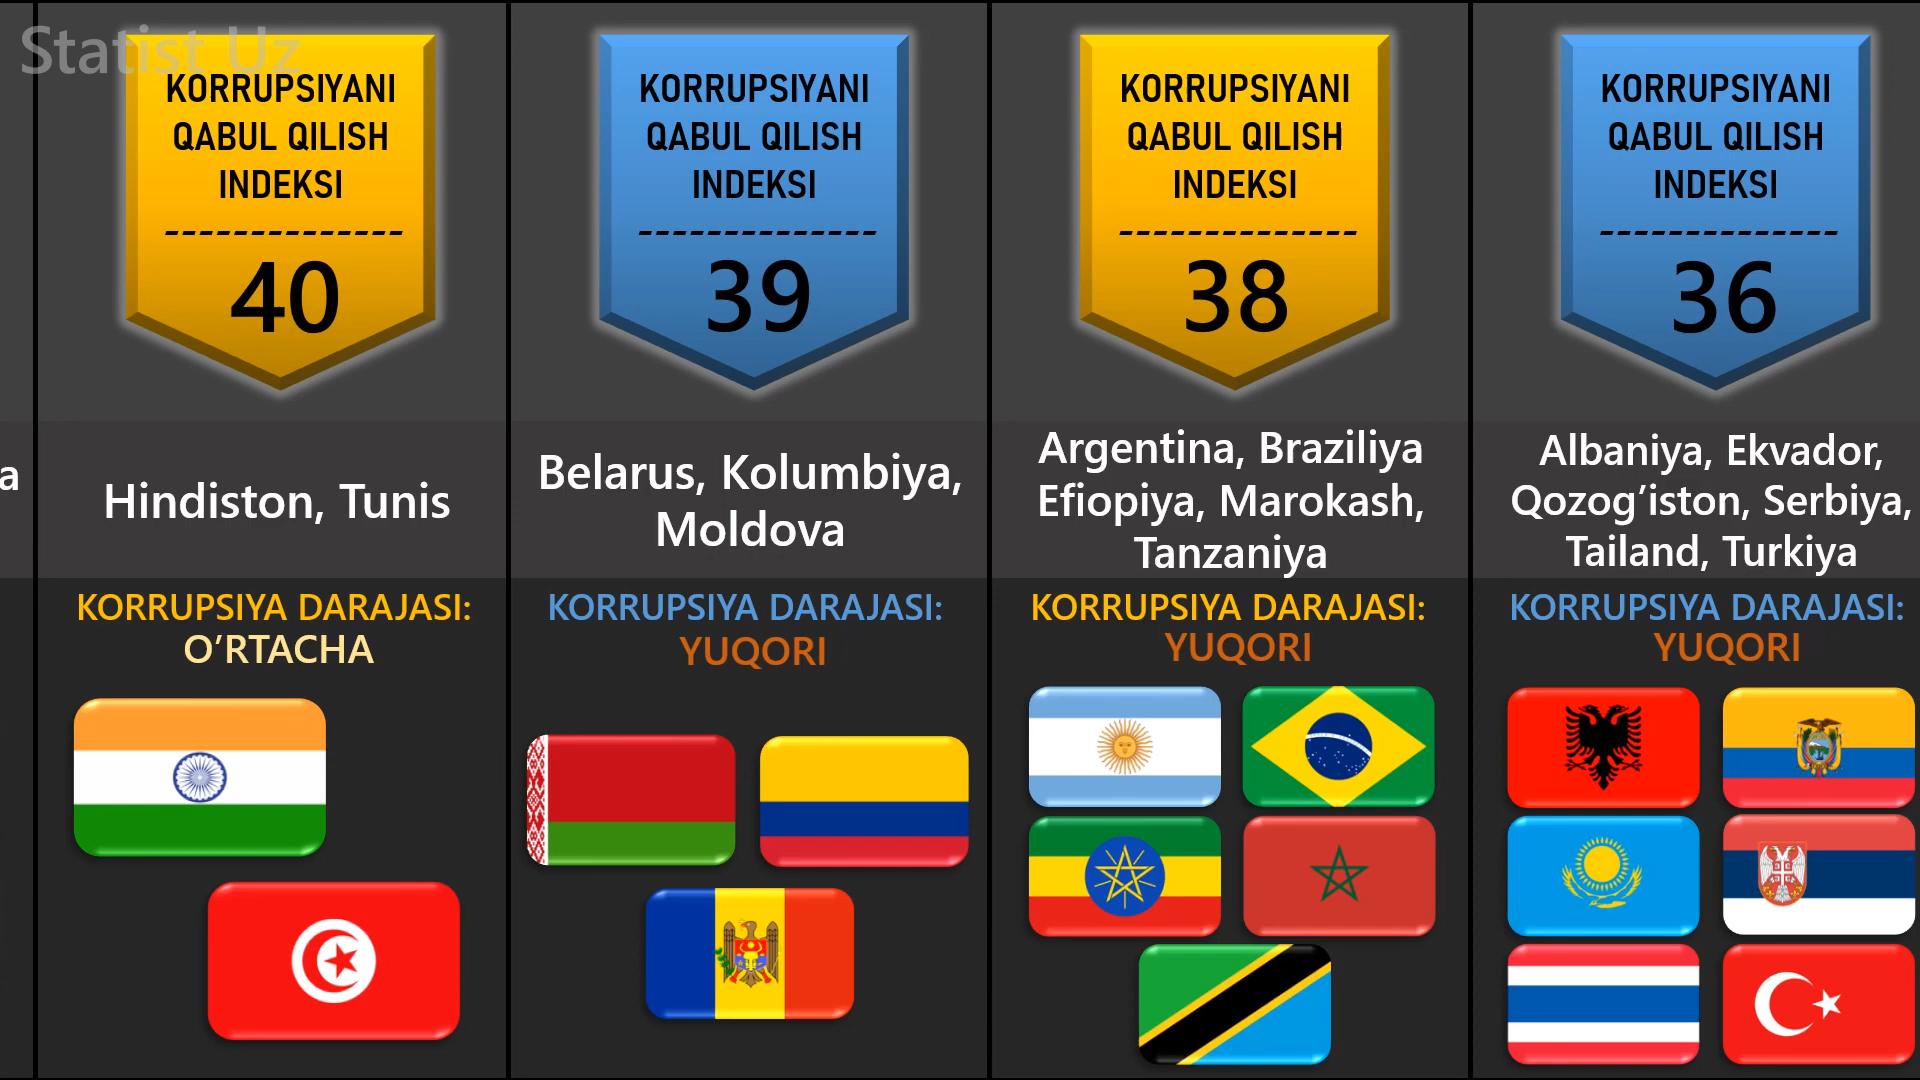 Statist Uz
KORRUPSIYANI
QABUL QILISH
INDEKSI
--------------
40
Hindiston, Tunis
KORRUPSIYA DARAJASI:
O’RTACHA
KORRUPSIYANI
QABUL QILISH
INDEKSI
--------------
39
Belarus, Kolumbiya,
Moldova
KORRUPSIYA DARAJASI:
YUQORI
KORRUPSIYANI
QABUL QILISH
INDEKSI
--------------
38
Argentina, Braziliya
Efiopiya, Marokash,
Tanzaniya
KORRUPSIYA DARAJASI:
YUQORI
KORRUPSIYANI
QABUL QILISH
INDEKSI
--------------
36
Albaniya, Ekvador,
Qozog’iston, Serbiya,
Tailand, Turkiya
KORRUPSIYA DARAJASI:
YUQORI